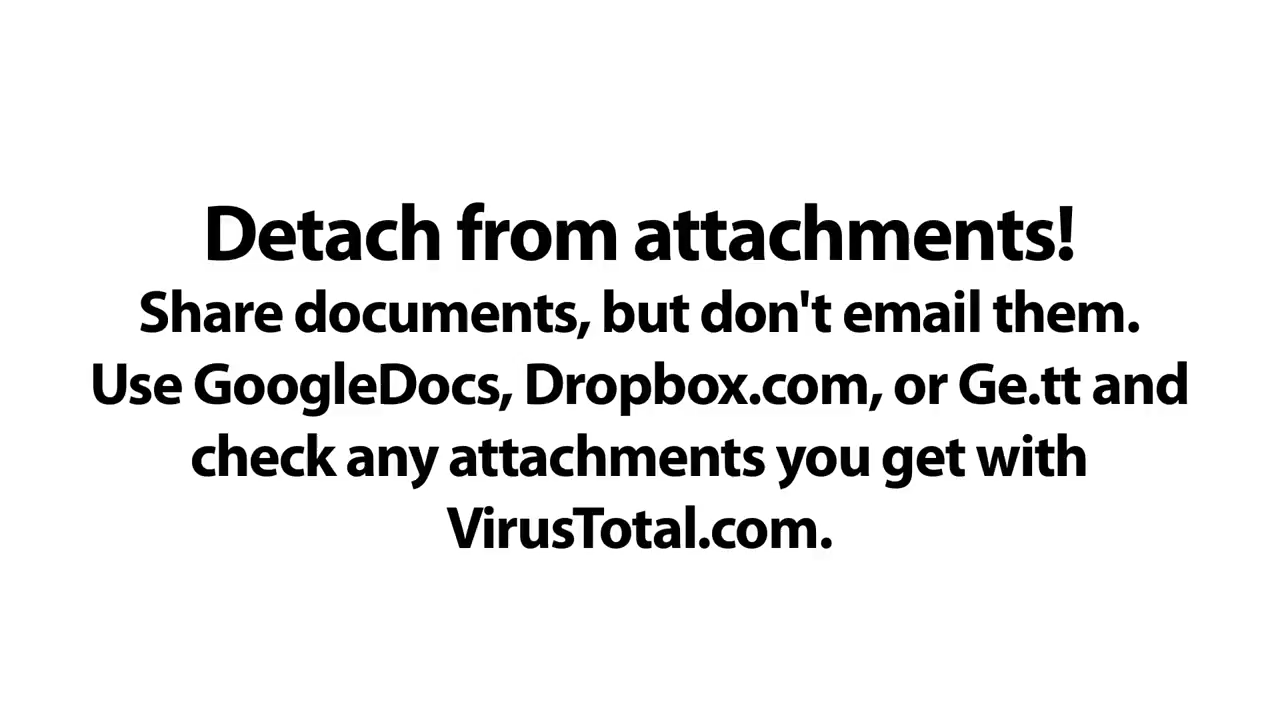 Detach from attachments!
Share documents, but don't email them.
Use GoogleDocs, Dropbox.com, or Ge.tt and
check any attachments you get with
VirusTotal.com.